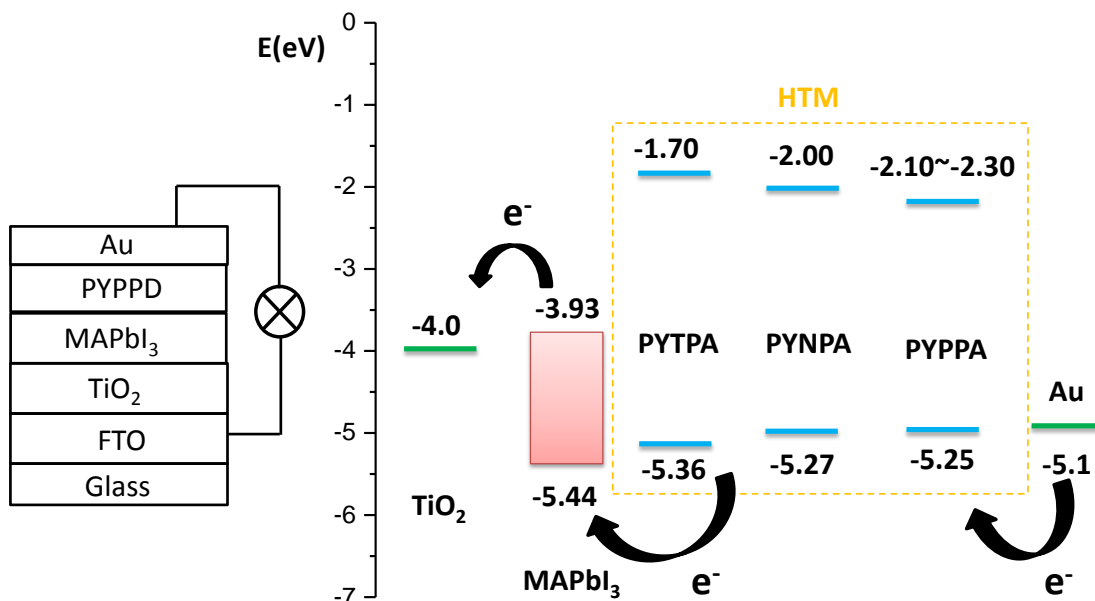 E(eV)
0
-1
-2
-3
-4
-5
-6
-7
Au
PYPPD
MAPbI₃
TiO₂
FTO
Glass
HTM
-1.70
-2.00
-2.10~-2.30
e⁻
-4.0
-3.93
PYTPA
PYNPA
PYPPA
Au
-5.36
-5.27
-5.25
-5.1
-5.44
TiO₂
MAPbI₃
e⁻
e⁻